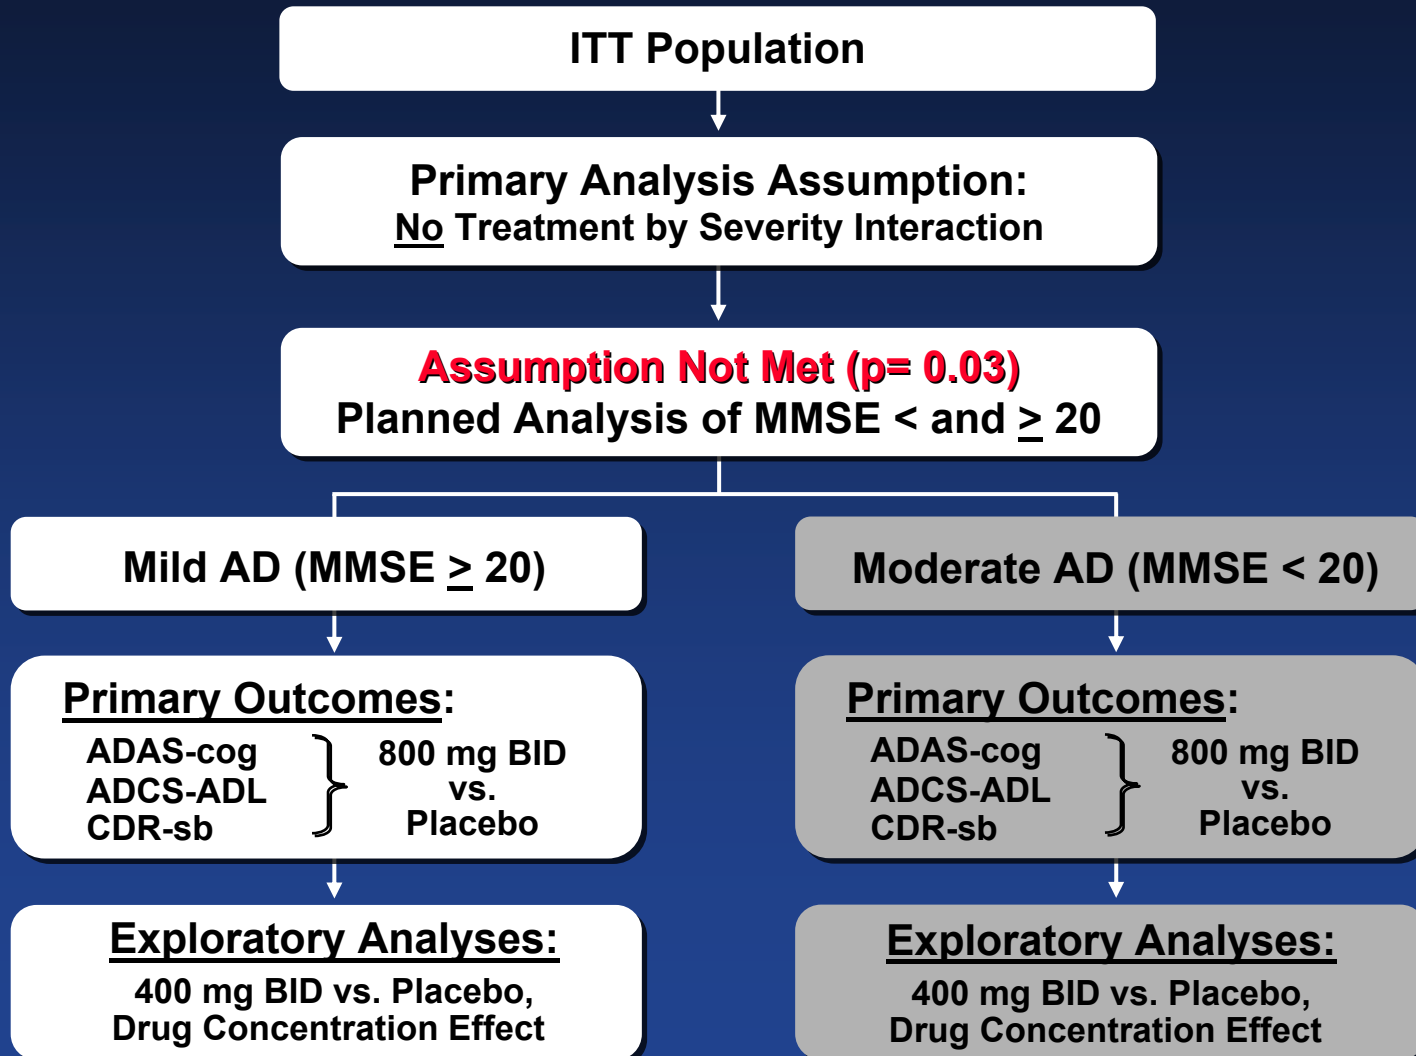 ITT Population
Primary Analysis Assumption:
No Treatment by Severity Interaction
Assumption Not Met (p= 0.03)
Planned Analysis of MMSE < and ≥ 20
Mild AD (MMSE ≥ 20)
Primary Outcomes:
ADAS-cog
ADCS-ADL
CDR-sb
800 mg BID
vs.
Placebo
Exploratory Analyses:
400 mg BID vs. Placebo,
Drug Concentration Effect
Moderate AD (MMSE < 20)
Primary Outcomes:
ADAS-cog
ADCS-ADL
CDR-sb
800 mg BID
vs.
Placebo
Exploratory Analyses:
400 mg BID vs. Placebo,
Drug Concentration Effect